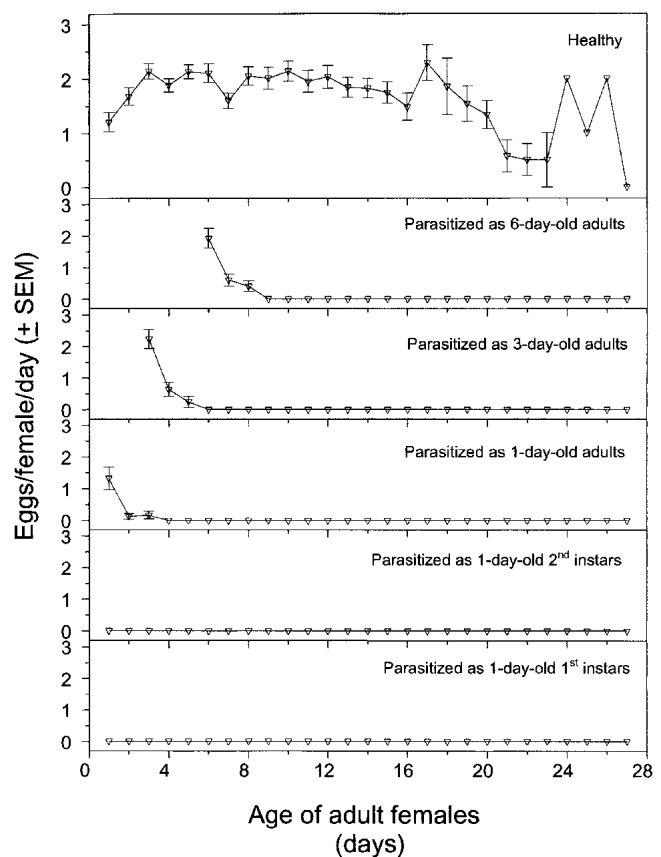 3
Healthy
2
1
0
3
Parasitized as 6-day-old adults
2
1
0
3
Parasitized as 3-day-old adults
2
1
0
3
Parasitized as 1-day-old adults
2
1
0
3
Parasitized as 1-day-old 2nd instars
2
1
0
3
Parasitized as 1-day-old 1st instars
2
1
0
Eggs/female/day (± SEM)
0 4 8 12 16 20 24 28
Age of adult females
(days)